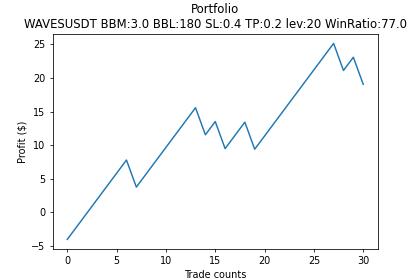 Portfolio
WAVESUSDT BBM:3.0 BBL:180 SL:0.4 TP:0.2 lev:20 WinRatio:77.0
25
20
15
10
5
0
−5
Profit ($)
0 5 10 15 20 25 30
Trade counts